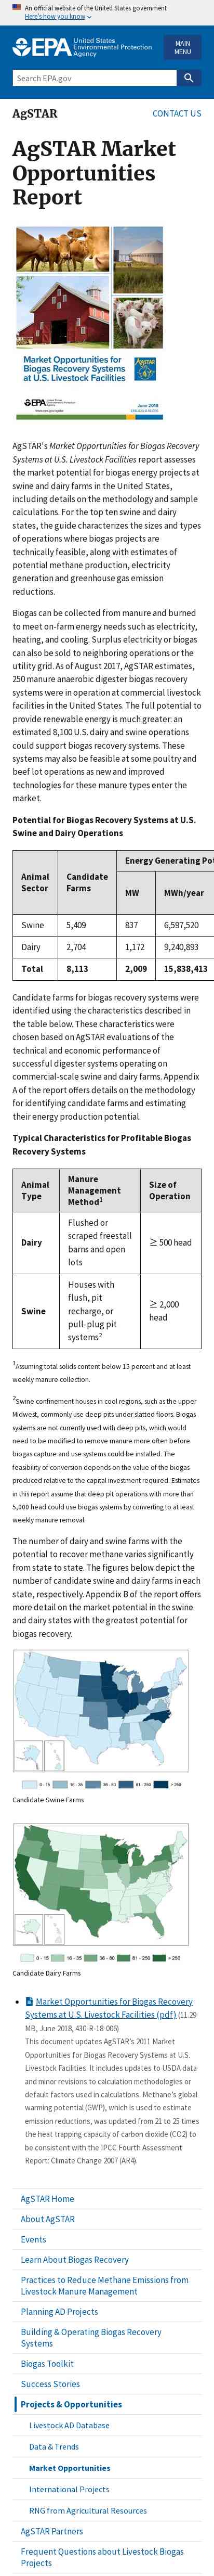 An official website of the United States government
Here's how you know
EPA United States
Environmental Protection
Agency
MAIN
MENU
Search EPA.gov
AgSTAR
CONTACT US
AgSTAR Market
Opportunities
Report
Market Opportunities for
Biogas Recovery Systems
at U.S. Livestock Facilities
AgSTAR
EPA
June 2018
AgSTAR's Market Opportunities for Biogas Recovery
Systems at U.S. Livestock Facilities report assesses
the market potential for biogas energy projects at swine
and dairy farms in the United States, including
including details on the methodology and sample
calculations. For the top ten swine and dairy
states, the guide characterizes the sizes and types of
operations where biogas projects are
technically feasible, along with estimates of
potential methane production, electricity
generation and greenhouse gas emission
reductions.
Biogas can be collected from manure and burned
to meet on-farm energy needs such as electricity,
heating, and cooling. Surplus electricity or biogas
can also be sold to neighboring operations or the
utility grid. As of August 2017, AgSTAR estimates,
250 manure anaerobic digester biogas recovery
systems were in operation at commercial livestock
facilities in the United States. The full potential to
provide renewable energy is much greater: an
estimated 8,100 U.S. dairy and swine operations
could support biogas recovery systems. These
systems may also be feasible at some poultry and
beef lot operations as new and improved
technologies for these manure types enter the
market.
Potential for Biogas Recovery Systems at U.S.
Swine and Dairy Operations
Animal
Sector
Candidate
Farms
Energy Generating Pot
MW
MWh/year
Swine 5,409 837 6,597,520
Dairy 2,704 1,172 9,240,893
Total 8,113 2,009 15,838,413
Candidate farms for biogas recovery systems were
identified using the characteristics described in
the table below. These characteristics were
chosen based on AgSTAR evaluations of the
technical and economic performance of
successful digester systems operating on
commercial-scale swine and dairy farms. Appendix
A of the report offers details on the methodology
for identifying candidate farms and estimating
their energy production potential.
Typical Characteristics for Profitable Biogas
Recovery Systems
Animal
Type
Manure
Management
Method1
Size of
Operation
Dairy
Flushed or
scraped freestall
barns and open
lots
≥ 500 head
Swine
Houses with
flush, pit
recharge, or
pull-plug pit
systems2
≥ 2,000
head
1Assuming total solids content below 15 percent and at least
weekly manure collection.
2Swine confinement houses in cool regions, such as the upper
Midwest, commonly use deep pits under slatted floors. Biogas
systems are not currently used with deep pits, which would
need to be modified to remove manure more often before
biogas capture and use systems could be installed. The
feasibility of conversion depends on the value of the biogas
produced relative to the capital investment required. Estimates
in this report assume that deep pit operations with more than
5,000 head could use biogas systems by converting to at least
weekly manure removal.
The number of dairy and swine farms with the
potential to recover methane varies significantly
from state to state. The figures below depict the
number of candidate swine and dairy farms in each
state, respectively. Appendix B of the report offers
detail on the market potential in the swine
and dairy states with the greatest potential for
biogas recovery.
0 - 15 16 - 35 36 - 80 81 - 250 > 250
Candidate Swine Farms
0 - 15 16 - 35 36 - 80 81 - 250 > 250
Candidate Dairy Farms
Market Opportunities for Biogas Recovery
Systems at U.S. Livestock Facilities (pdf) (11.29
MB, June 2018, 430-R-18-006)
This document updates AgSTAR's 2011 Market
Opportunities for Biogas Recovery Systems at U.S.
Livestock Facilities. It includes updates to USDA data
and minor revisions to calculation methodologies and
default factors used in calculations. Methane's global
warming potential (GWP), which is used to estimate
emission reductions, was updated from 21 to 25 times
the heat trapping capacity of carbon dioxide (CO2) to
be consistent with the IPCC Fourth Assessment
Report: Climate Change 2007 (AR4).
AgSTAR Home
About AgSTAR
Events
Learn About Biogas Recovery
Practices to Reduce Methane Emissions from
Livestock Manure Management
Planning AD Projects
Building & Operating Biogas Recovery
Systems
Biogas Toolkit
Success Stories
Projects & Opportunities
Livestock AD Database
Data & Trends
Market Opportunities
International Projects
RNG from Agricultural Resources
AgSTAR Partners
Frequent Questions about Livestock Biogas
Projects